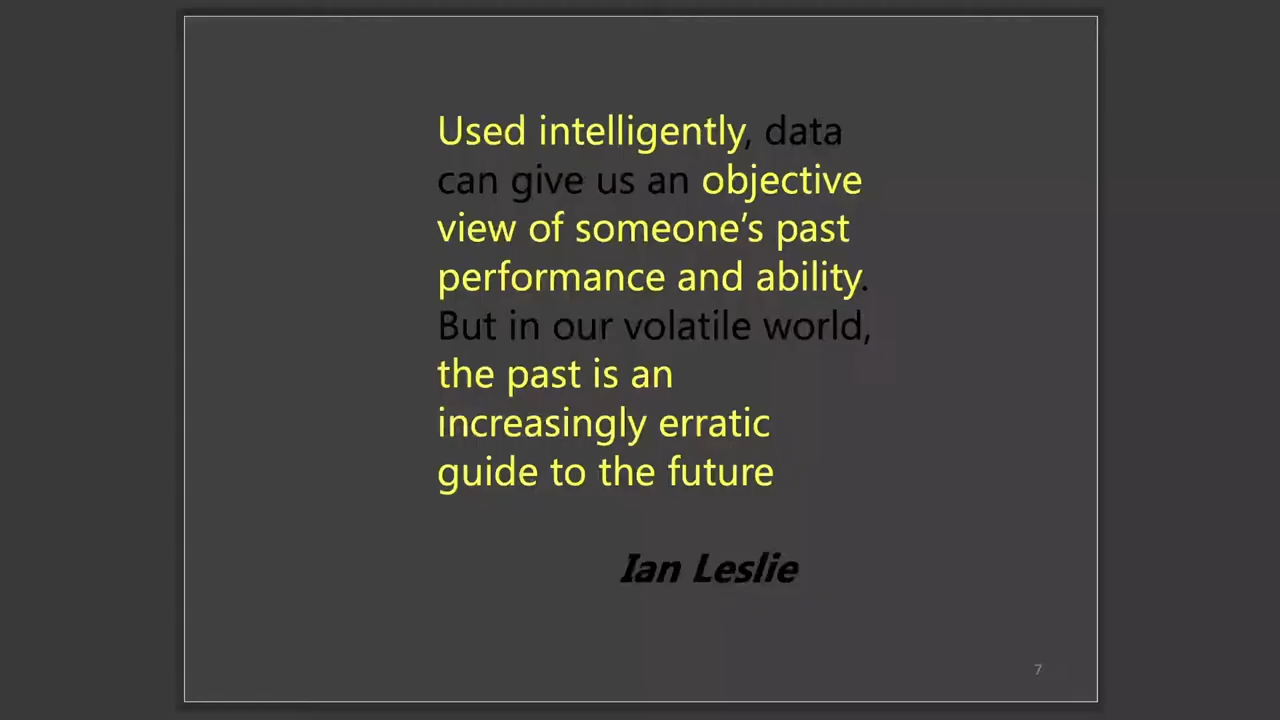 Used intelligently, data
can give us an objective
view of someone’s past
performance and ability.
But in our volatile world,
the past is an
increasingly erratic
guide to the future
Ian Leslie
7